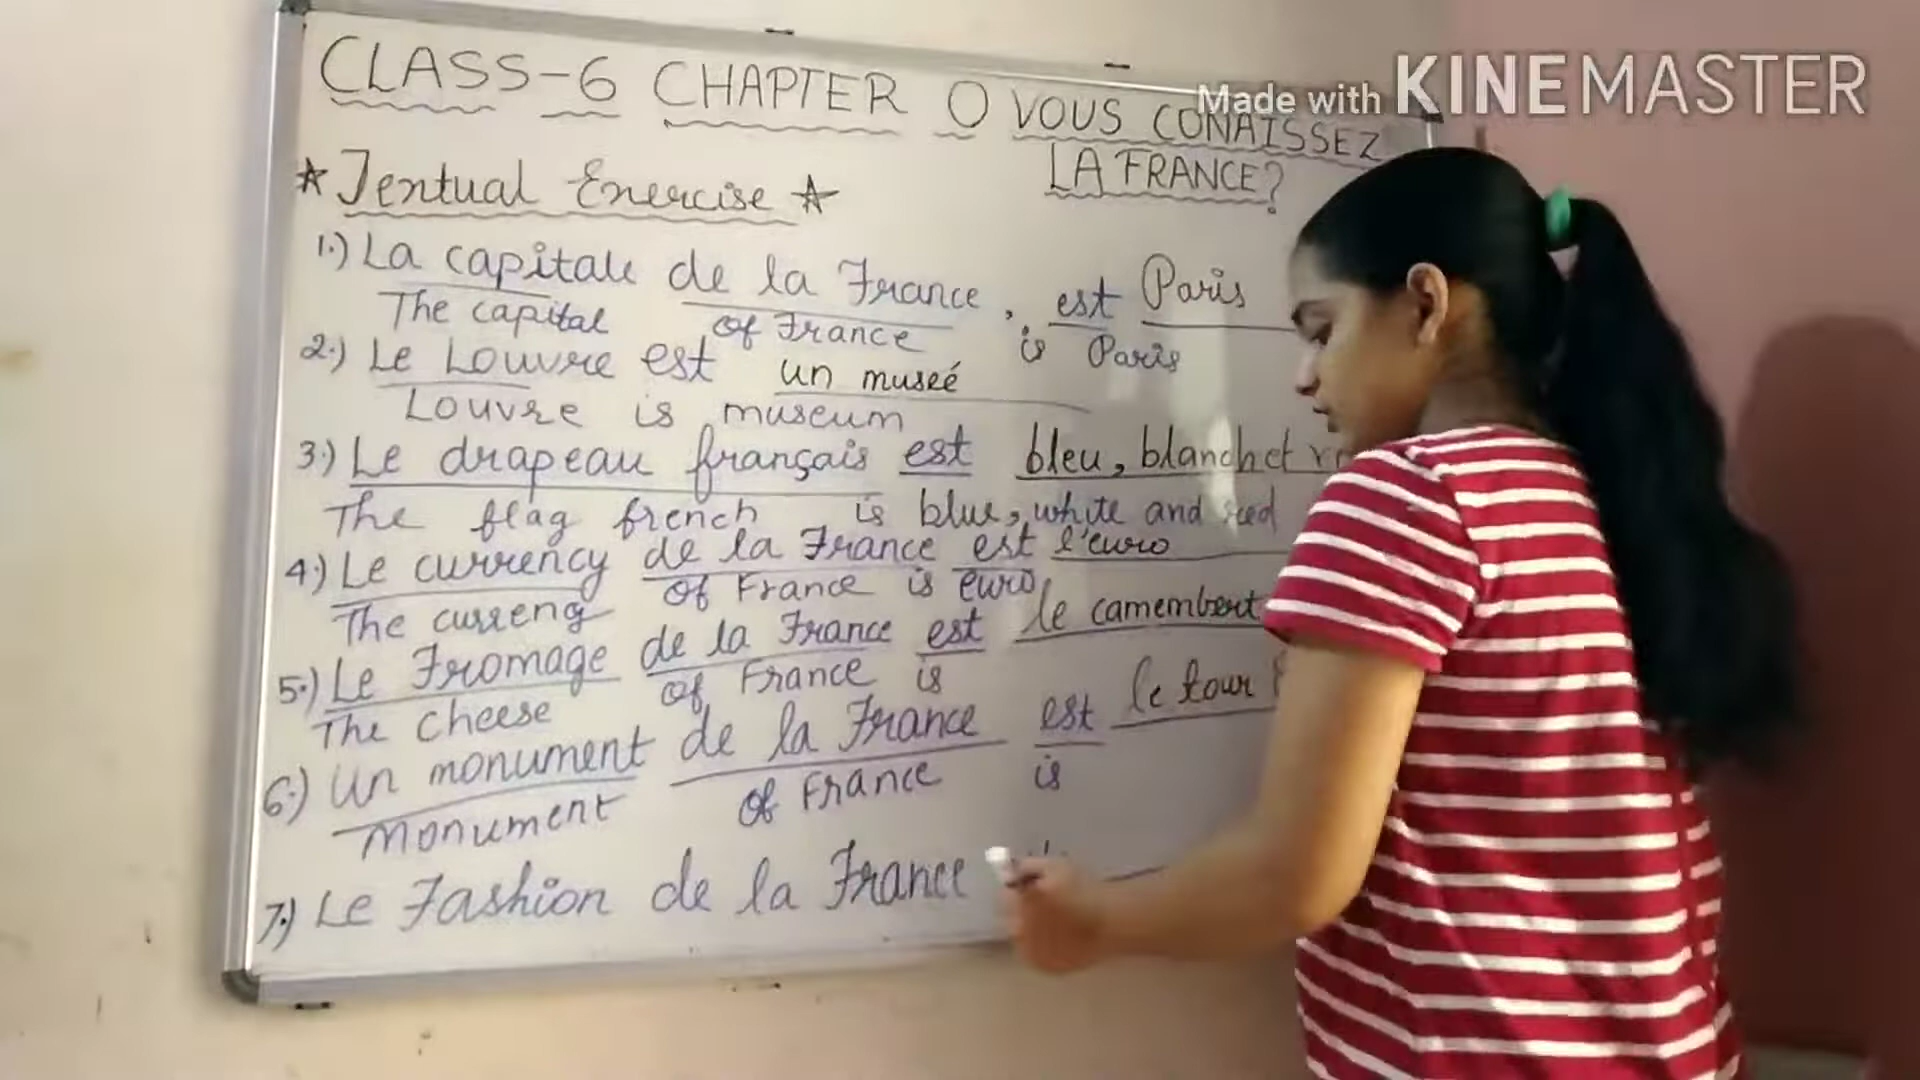 Made with KINEMASTER
CLASS-6 CHAPTER 0 VOUS CONAISSEZ
LA FRANCE?
Textual Exercise
1.) La capitale de la France, est Paris
The capital of France is Paris
2.) Le Louvre est un museé
Louvre is museum
3.) Le drapeau français est bleu, blanch et
The flag french is blue, white and red
4.) Le currency de la France est l'euro
The curreny of France is euro
5.) Le Fromage de la France est le camembert
The cheese of France is
6.) Un monument de la France est le tour
Monument of France is
7.) Le Fashion de la France